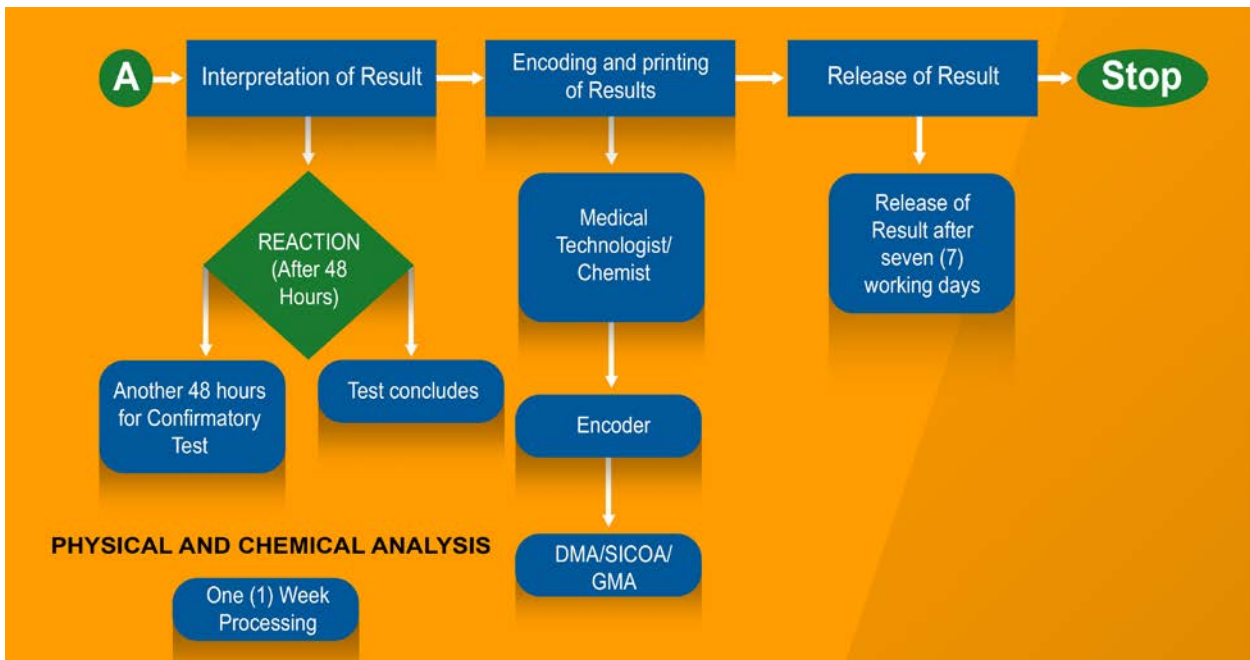 A
Interpretation of Result
Encoding and printing
of Results
Release of Result
Stop
REACTION
(After 48
Hours)
Another 48 hours
for Confirmatory
Test
Test concludes
Medical
Technologist/
Chemist
Encoder
DMA/SICOA/
GMA
Release of
Result after
seven (7)
working days
PHYSICAL AND CHEMICAL ANALYSIS
One (1) Week
Processing